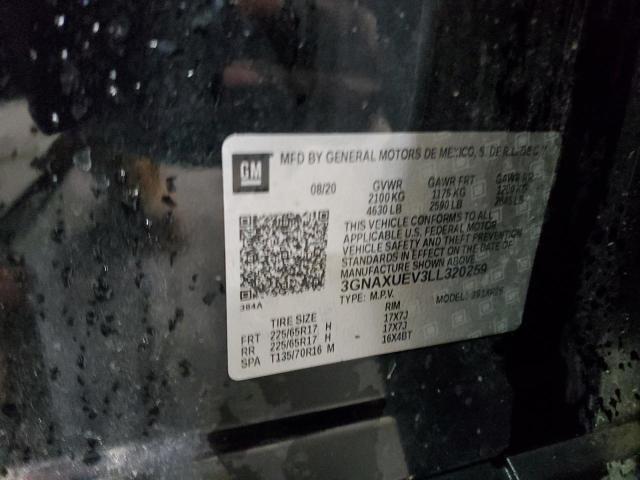 GM
MFD BY GENERAL MOTORS DE MEXICO, S. DE R.L. DE C.V.
08/20 GVWR GAWR FRT GAWR RR
2100 KG 1175 KG
4630 LB 2590 LB
THIS VEHICLE CONFORMS TO ALL
APPLICABLE U.S. FEDERAL MOTOR
VEHICLE SAFETY AND THEFT PREVENTION
STANDARDS IN EFFECT ON THE DATE OF
MANUFACTURE SHOWN ABOVE.
3GNAXUEV3LL320259
TYPE: M.P.V. MODEL:
384A
TIRE SIZE RIM
FRT 225/65R17 H 17X7J
RR 225/65R17 H 17X7J
SPA T135/70R16 M 16X4BT